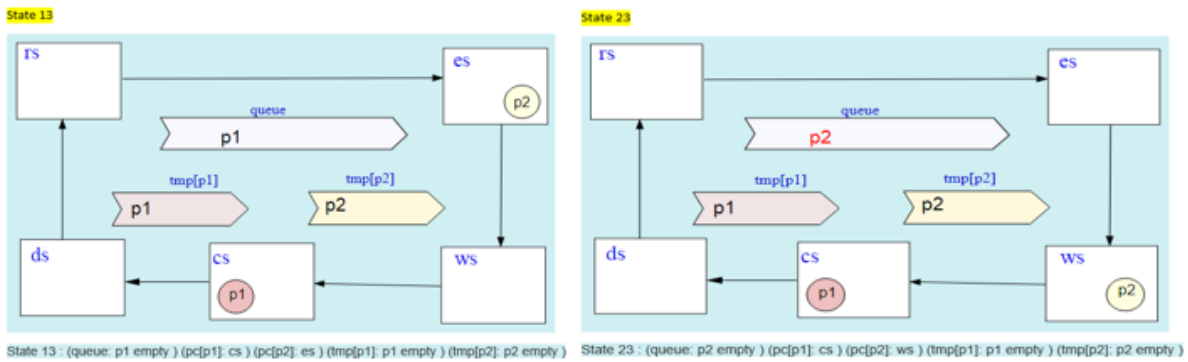 State 13
rs
es
p2
queue
p1
tmp[p1]
tmp[p2]
p1
p2
ds
cs
ws
p1
State 13 : (queue: p1 empty ) (pc[p1]: cs ) (pc[p2]: es ) (tmp[p1]: p1 empty ) (tmp[p2]: p2 empty )
State 23
rs
es
queue
p2
tmp[p1]
tmp[p2]
p1
p2
ds
cs
ws
p1
p2
State 23 : (queue: p2 empty ) (pc[p1]: cs ) (pc[p2]: ws ) (tmp[p1]: p1 empty ) (tmp[p2]: p2 empty )